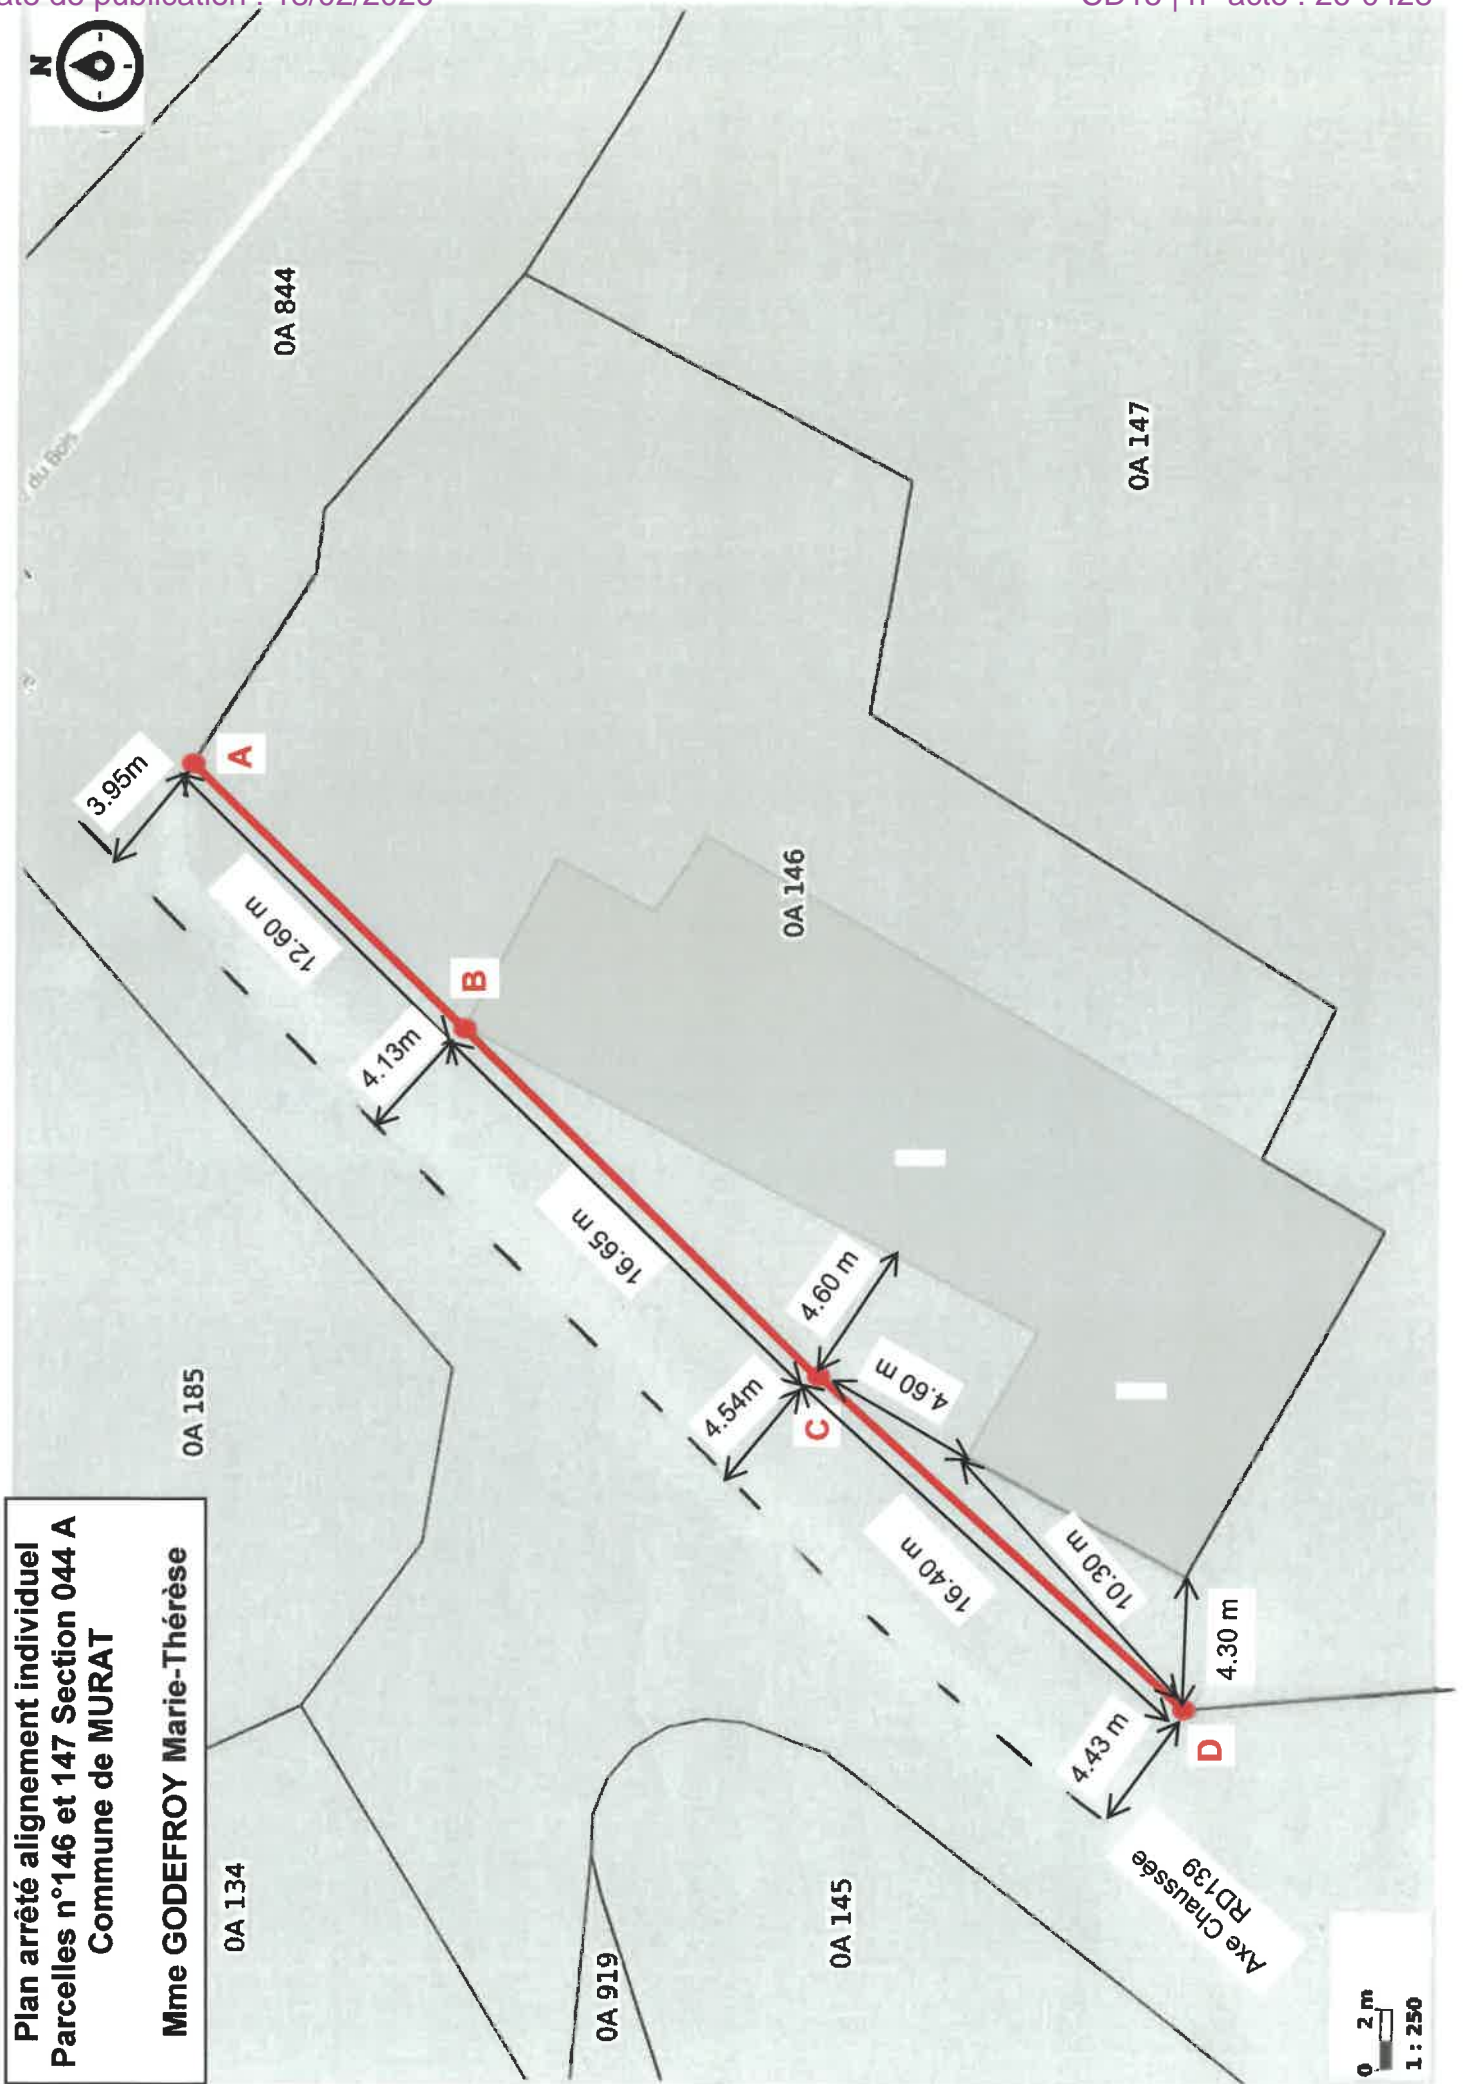 Plan arrêté alignement individuel
Parcelles n°146 et 147 Section 044 A
Commune de MURAT
Mme GODEFROY Marie-Thérèse
N
du Bois
0A 844
0A 185
0A 134
0A 919
0A 145
0A 146
0A 147
3.95m
A
12.60 m
B
4.13m
16.65 m
4.60 m
4.54m
C
4.60 m
16.40 m
10.30 m
4.30 m
4.43 m
D
Axe Chaussée
RD139
0 2 m
1 : 250